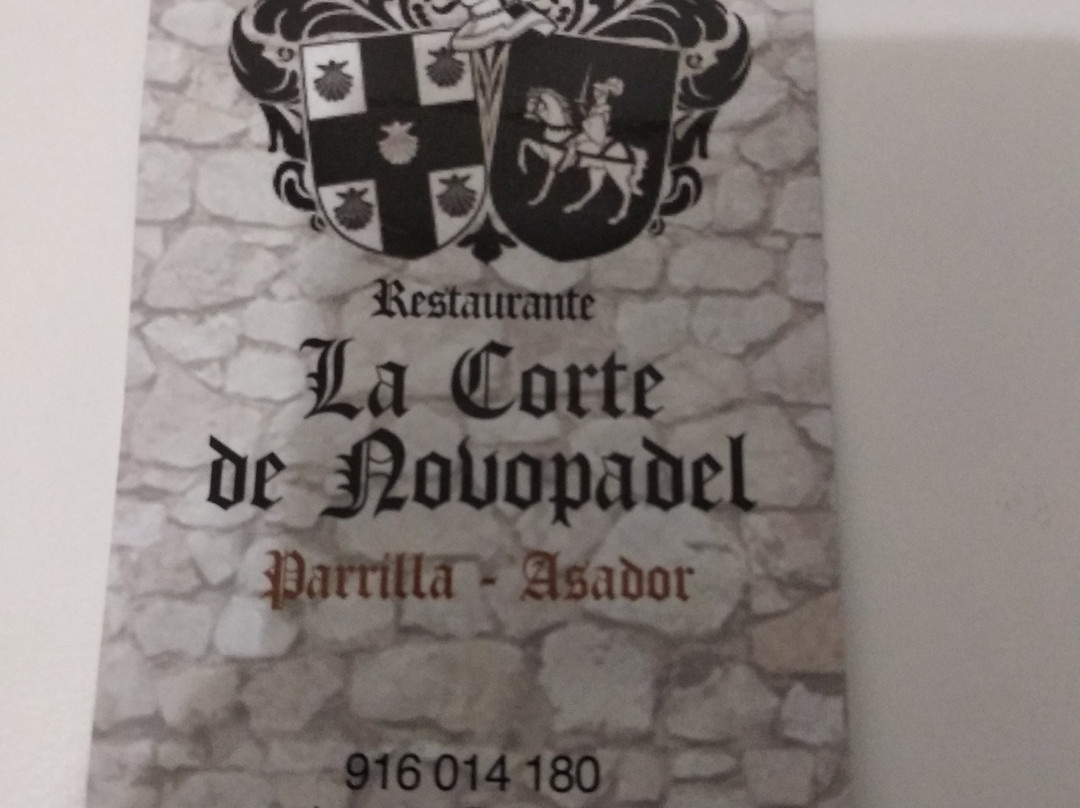 Restaurante
La Corte
de Novopadel
Parrilla - Asador
916 014 180